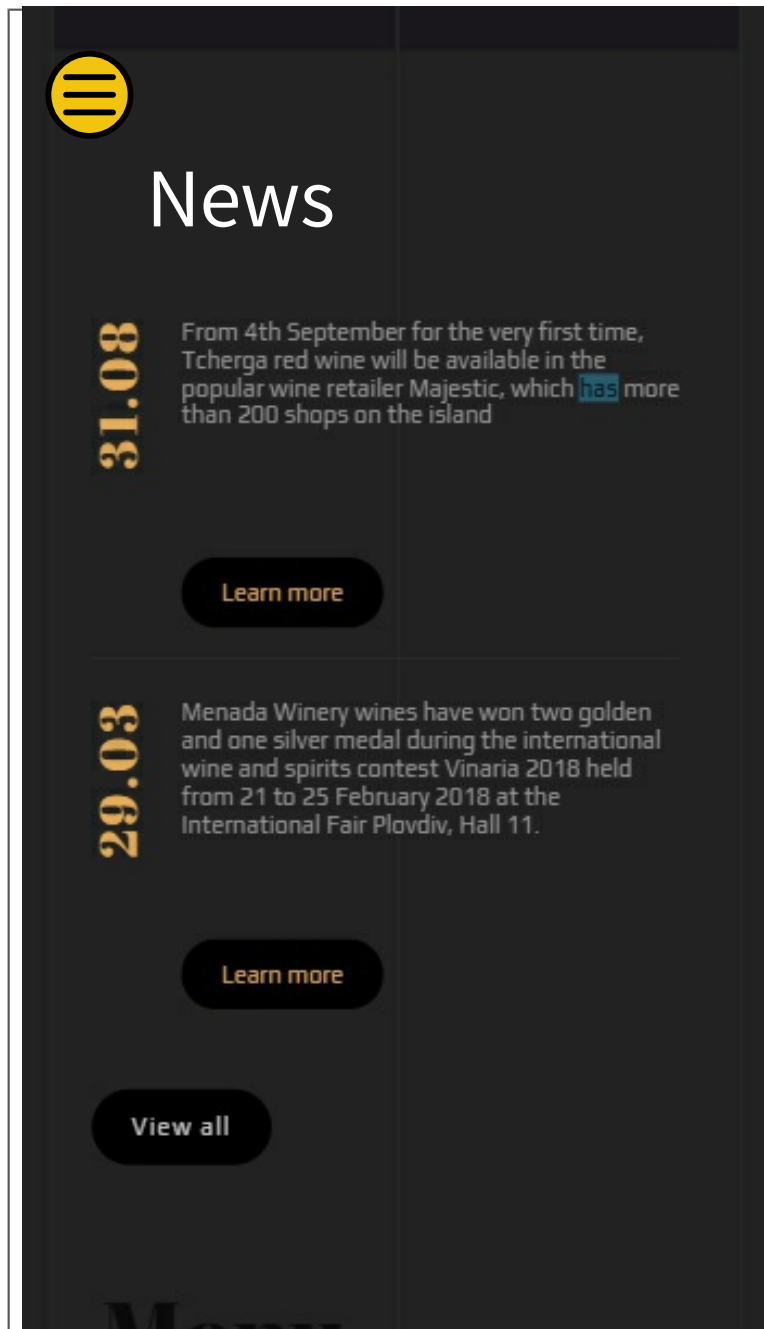 News
31.08
From 4th September for the very first time,
Tcherga red wine will be available in the
popular wine retailer Majestic, which has more
than 200 shops on the island
Learn more
29.03
Menada Winery wines have won two golden
and one silver medal during the international
wine and spirits contest Vinaria 2018 held
from 21 to 25 February 2018 at the
International Fair Plovdiv, Hall 11.
Learn more
View all